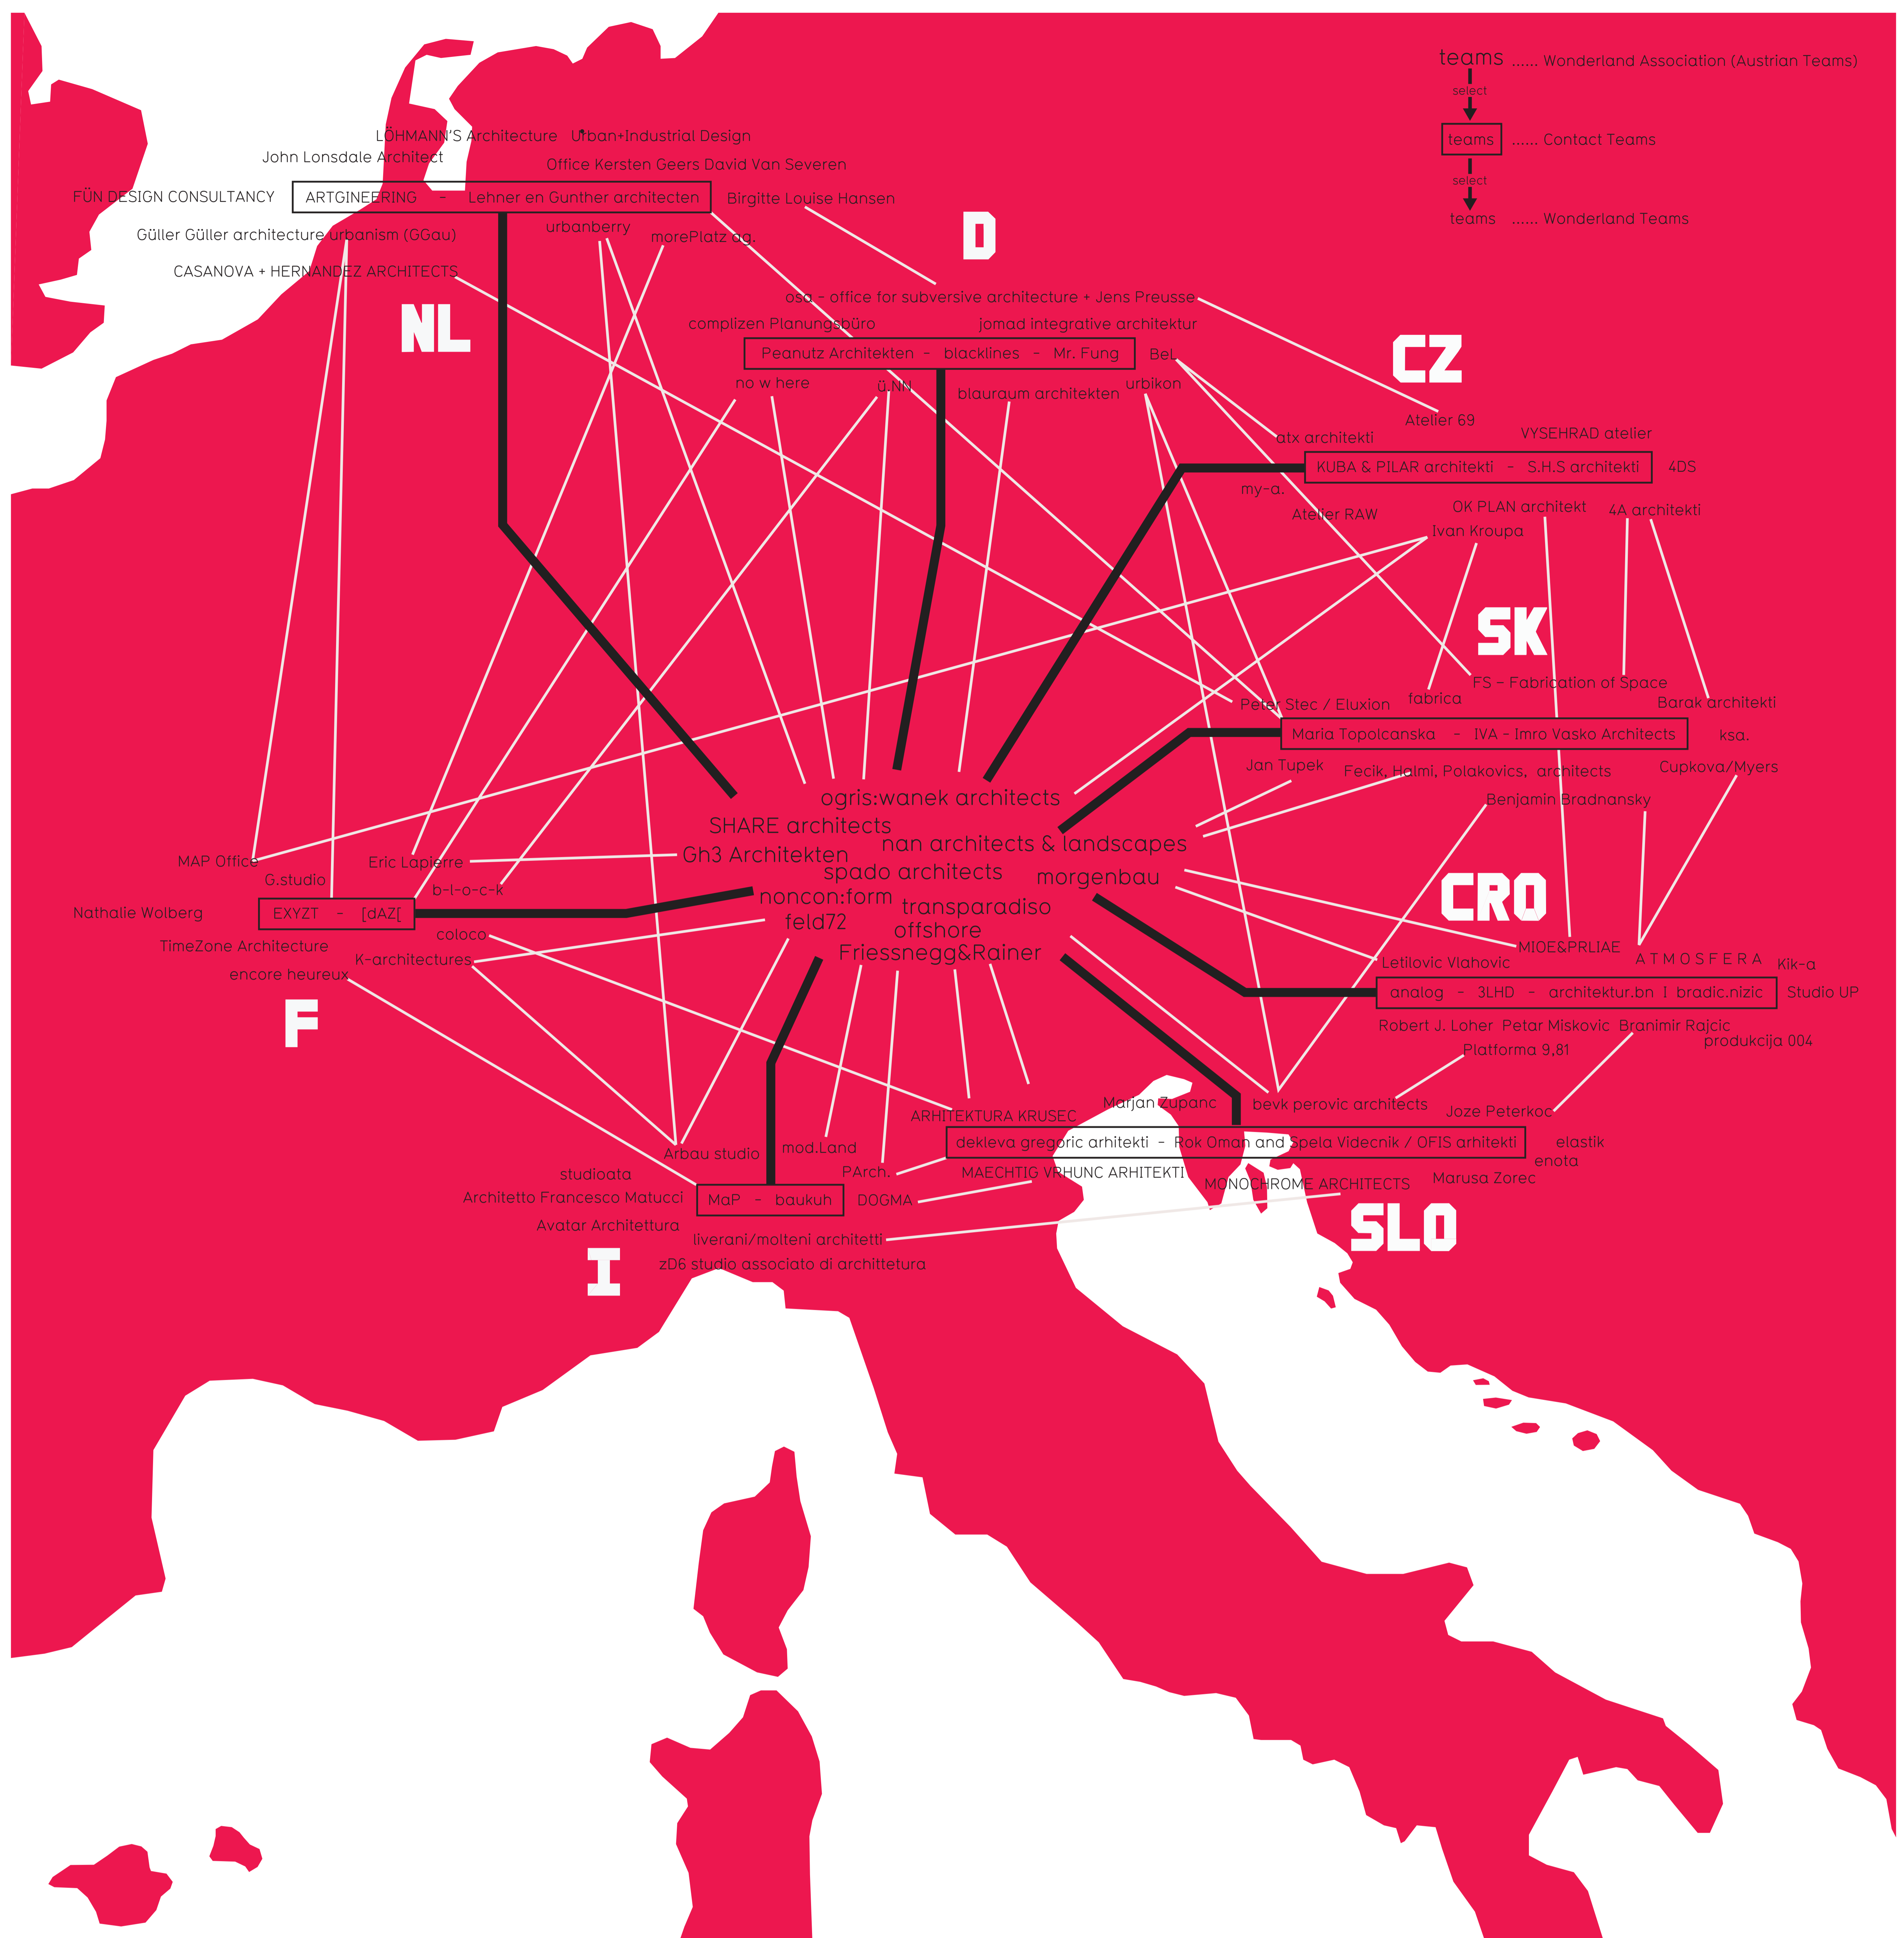 teams ...... Wonderland Association (Austrian Teams)
select
teams ...... Contact Teams
select
teams ...... Wonderland Teams
LÖHMANN'S Architecture Urban+Industrial Design
John Lonsdale Architect
Office Kersten Geers David Van Severen
FÜN DESIGN CONSULTANCY
ARTGINEERING - Lehner en Gunther architecten
Birgitte Louise Hansen
urbanberry
Güller Güller architecture urbanism (GGau)
morePlatz ag.
CASANOVA + HERNANDEZ ARCHITECTS
NL
D
osa - office for subversive architecture + Jens Preusse
complizen Planungsbüro
jomad integrative architektur
Peanutz Architekten - blacklines - Mr. Fung
BeL
no w here
ü.NN
blauraum architekten
urbikon
CZ
Atelier 69
atx architekti
VYSEHRAD atelier
KUBA & PILAR architekti - S.H.S architekti
4DS
my-a.
Atelier RAW
OK PLAN architekt
4A architekti
Ivan Kroupa
SK
FS - Fabrication of Space
fabrica
Peter Stec / Eluxion
Barak architekti
Maria Topolcanska - IVA - Imro Vasko Architects
ksa.
Jan Tupek
Fecik, Halmi, Polakovics, architects
Cupkova/Myers
Benjamin Bradnansky
ogris:wanek architects
SHARE architects
nan architects & landscapes
Gh3 Architekten
spado architects
morgenbau
noncon:form
transparadiso
feld72
offshore
Friessnegg&Rainer
MAP Office
Eric Lapierre
G.studio
b-l-o-c-k
Nathalie Wolberg
EXYZT - [dAZ[
coloco
TimeZone Architecture
K-architectures
encore heureux
F
CRO
MIOE&PRLIAE
Letilovic Vlahovic
ATMOSFERA
Kik-a
analog - 3LHD - architektur.bn I bradic.nizic
Studio UP
Robert J. Loher Petar Miskovic Branimir Rajcic
produkcija 004
Platforma 9,81
ARHITEKTURA KRUSEC
Marjan Zupanc
bevk perovic architects
Joze Peterkoc
dekleva gregoric arhitekti - Rok Oman and Spela Videcnik / OFIS arhitekti
elastik
enota
MAECHTIG VRHUNC ARHITEKTI
MONOCHROME ARCHITECTS
Marusa Zorec
SLO
Arbau studio
mod.Land
studioata
PArch.
Architetto Francesco Matucci
MaP - baukuh
DOGMA
Avatar Architettura
liverani/molteni architetti
zD6 studio associato di archittetura
I